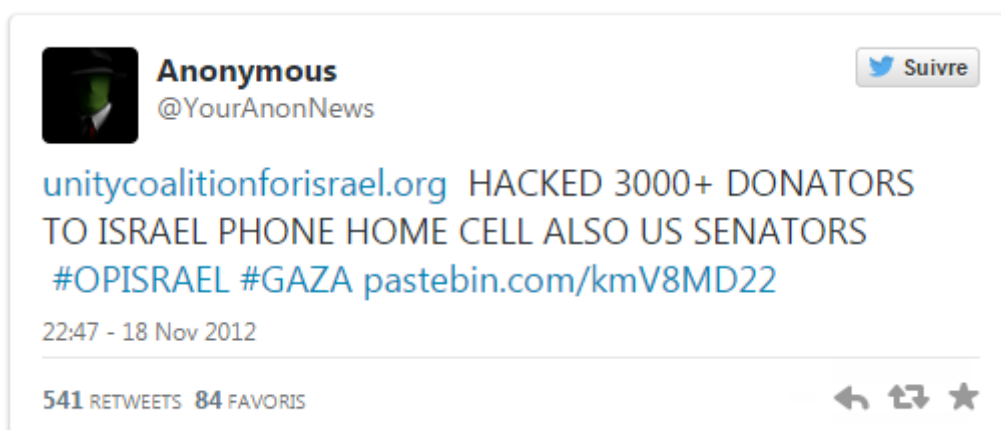 Anonymous
@YourAnonNews
Suivre
unitycoalitionforisrael.org HACKED 3000+ DONATORS
TO ISRAEL PHONE HOME CELL ALSO US SENATORS
#OPISRAEL #GAZA pastebin.com/kmV8MD22
22:47 - 18 Nov 2012
541 RETWEETS 84 FAVORIS